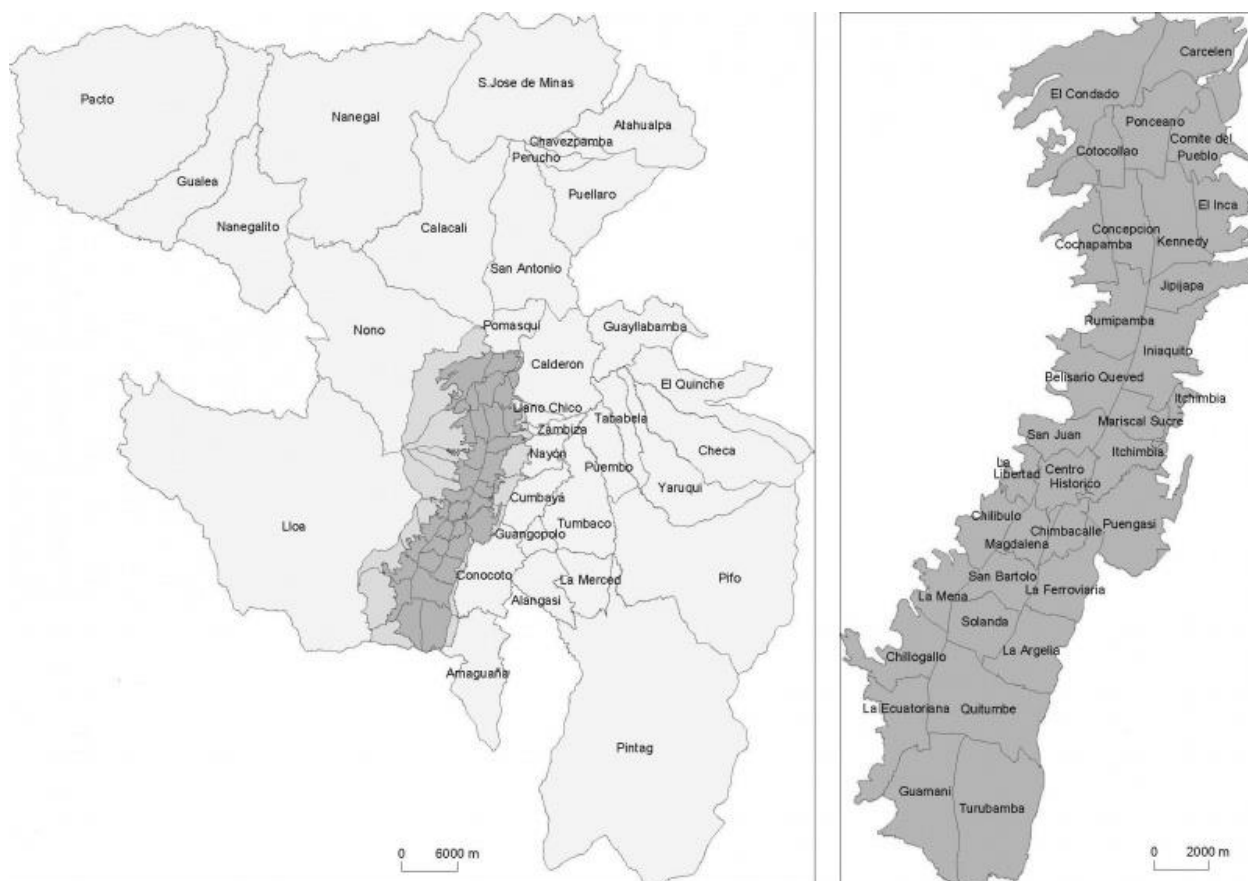 Pacto
Nanegal
S.Jose de Minas
Atahualpa
Chavezpamba
Perucho
Gualea
Puellaro
Nanegalito
Calacali
San Antonio
Nono
Pomasqui
Guayllabamba
Calderon
El Quinche
Llano Chico
Tababela
Zambiza
Checa
Nayón
Puembo
Yaruqui
Cumbayá
Lloa
Tumbaco
Guangopolo
Conocoto
La Merced
Pifo
Alangasi
Amaguaña
Pintag
0 6000 m
Carcelen
El Condado
Ponceano
Comite del
Pueblo
Cotocollao
El Inca
Concepcion
Cochapamba
Kennedy
Jipijapa
Rumipamba
Iniaquito
Belisario Queved
Itchimbia
Mariscal Sucre
San Juan
Itchimbia
La
Libertad
Centro
Historico
Chilibulo
Chimbacalle
Puengasi
Magdalena
San Bartolo
La Ferroviaria
La Mena
Solanda
La Argelia
Chillogallo
La Ecuatoriana
Quitumbe
Guamani
Turubamba
0 2000 m